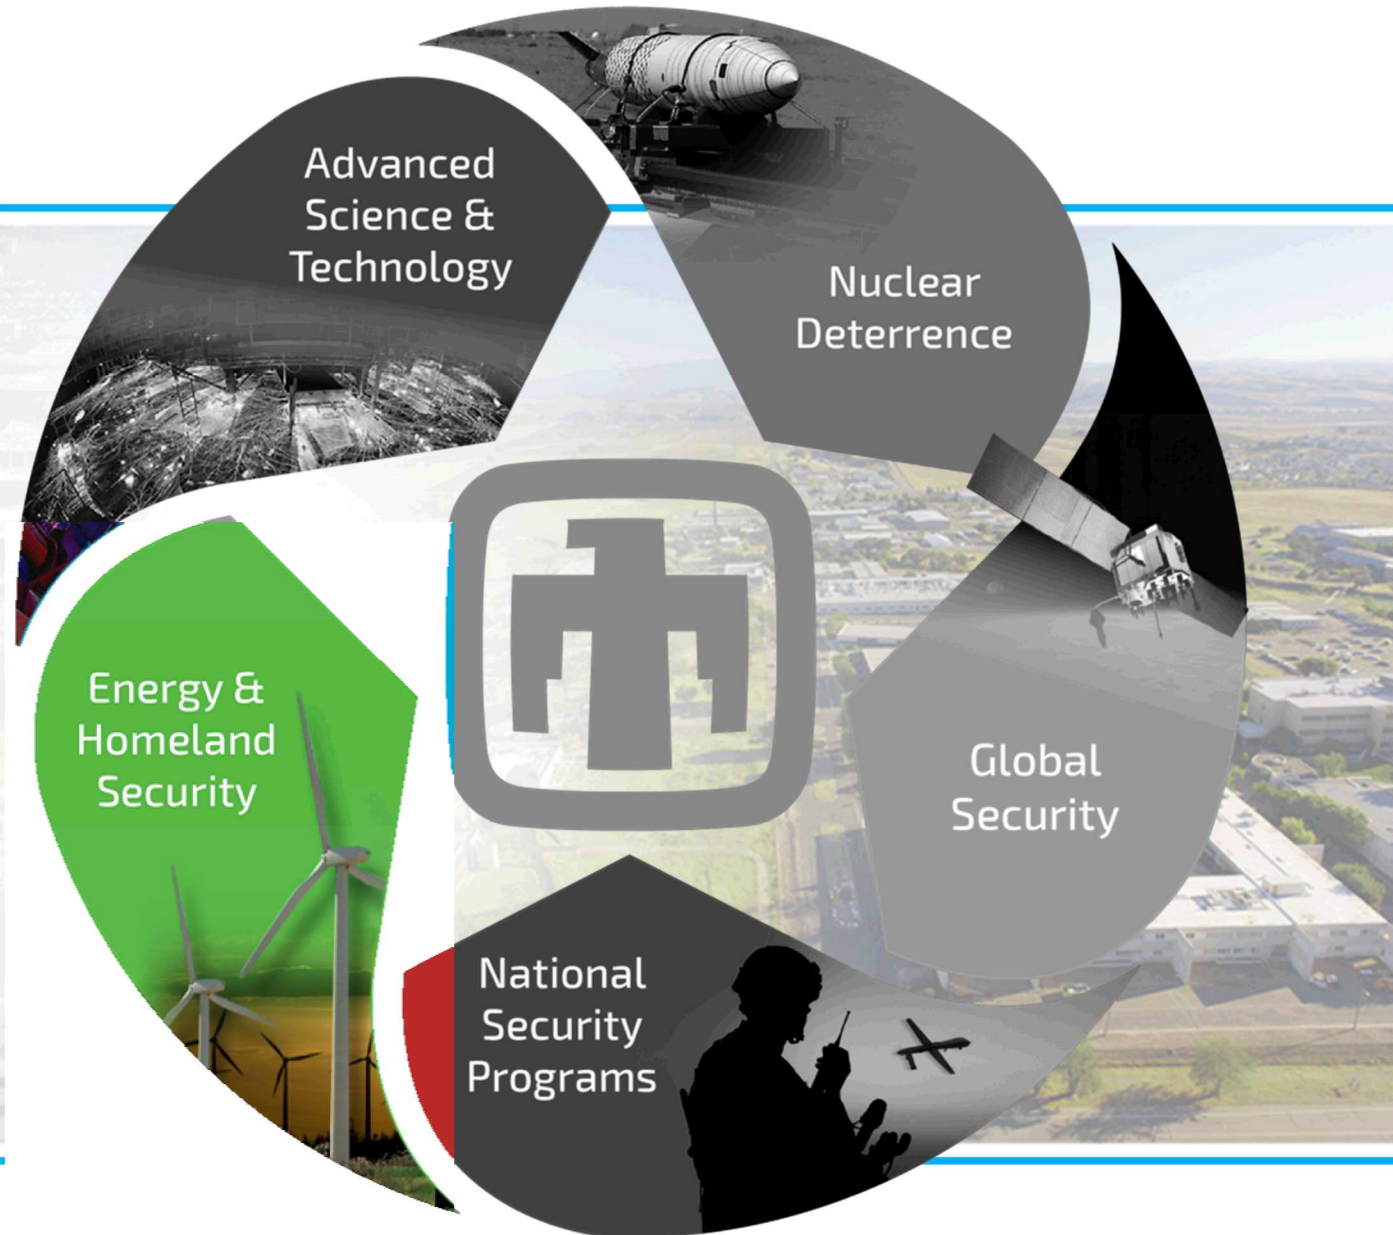 Advanced
Science &
Technology
Nuclear
Deterrence
Energy &
Homeland
Security
Global
Security
National
Security
Programs